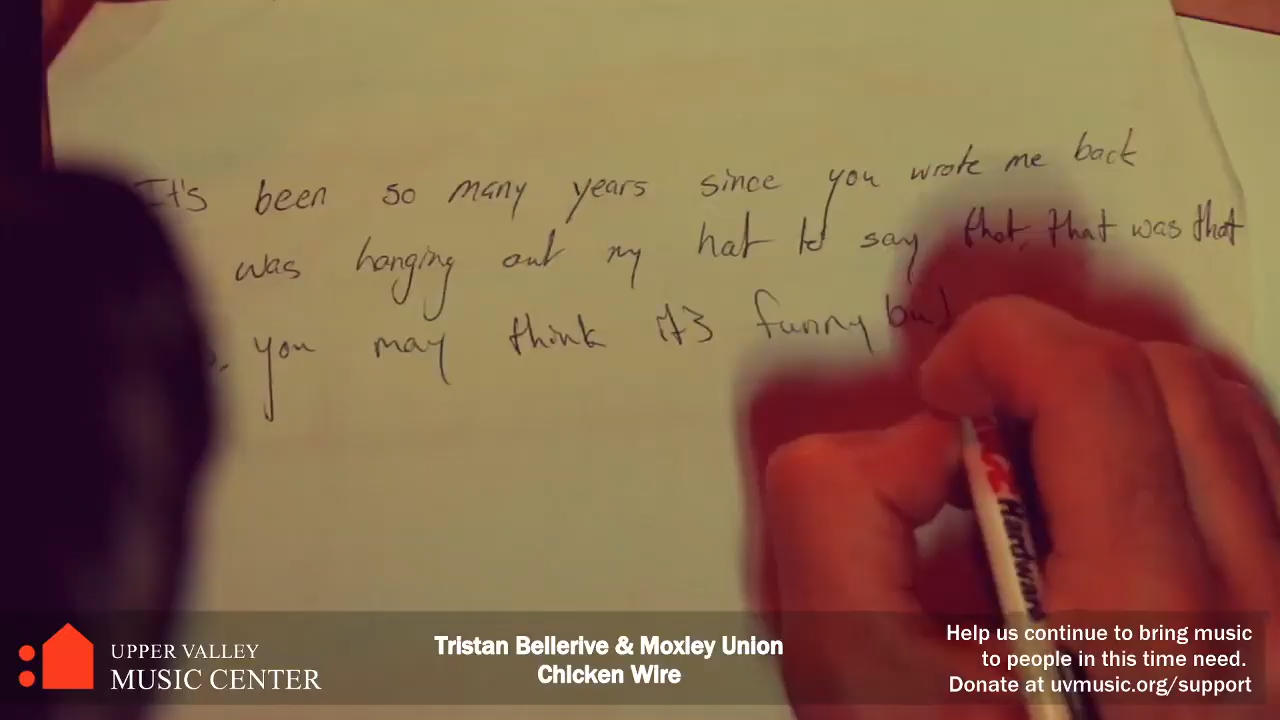 It's been so many years since you wrote me back
was hanging out my hat to say that, that was that
you may think it's funny but
Hardware
UPPER VALLEY
MUSIC CENTER
Tristan Bellerive & Moxley Union
Chicken Wire
Help us continue to bring music
to people in this time need.
Donate at uvmusic.org/support